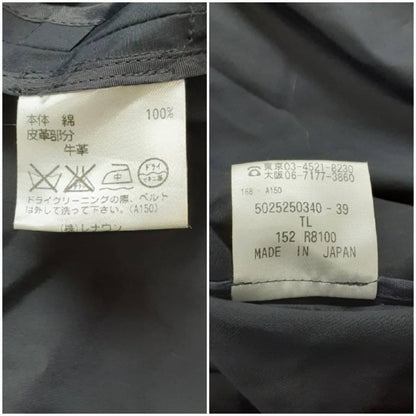 本体 綿 100%
皮革部分
牛革
ドライ
ドライクリーニングの際、ベルト
は外して洗って下さい。(A150)
(株)レナウン
☎東京03-4521-8230
☎大阪06-7177-3860
168 - A150
5025250340 - 39
TL
152 R8100
MADE IN JAPAN